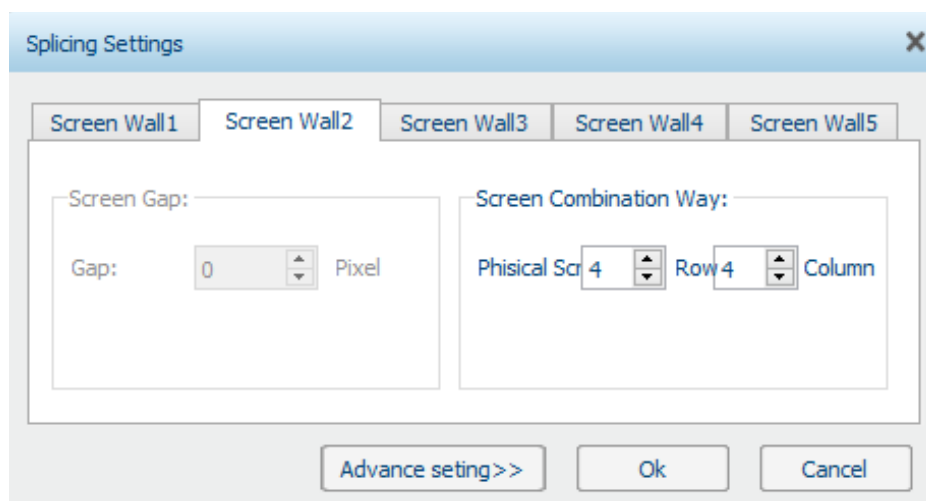 Splicing Settings
Screen Wall1 Screen Wall2 Screen Wall3 Screen Wall4 Screen Wall5
Screen Gap: Screen Combination Way:
Gap: 0 Pixel Phisical Scr 4 Row 4 Column
Advance seting>> Ok Cancel